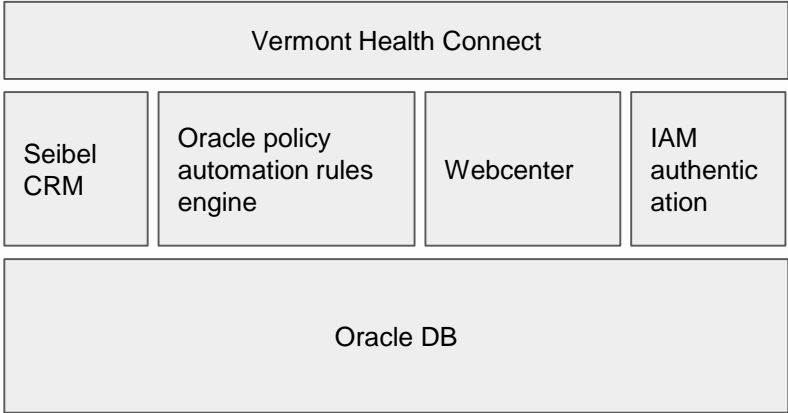 Vermont Health Connect
Seibel
CRM
Oracle policy
automation rules
engine
Webcenter
IAM
authentic
ation
Oracle DB